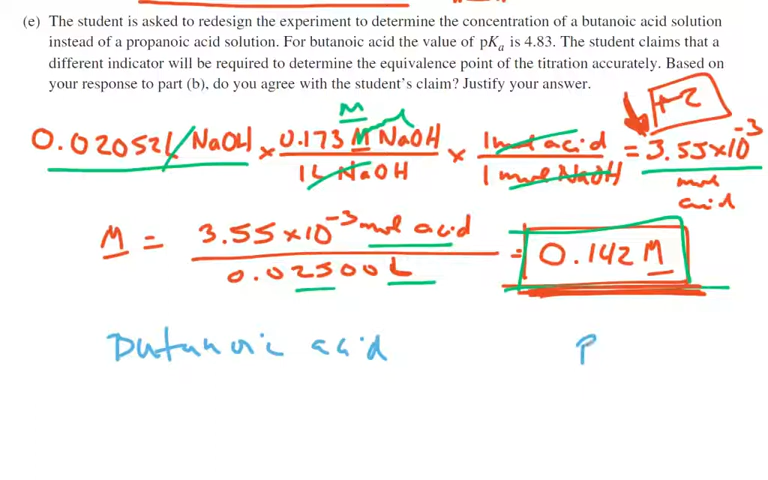 (e) The student is asked to redesign the experiment to determine the concentration of a butanoic acid solution
instead of a propanoic acid solution. For butanoic acid the value of pKₐ is 4.83. The student claims that a
different indicator will be required to determine the equivalence point of the titration accurately. Based on
your response to part (b), do you agree with the student's claim? Justify your answer.
+2
M
0.02052L NaOH × 0.173 M NaOH / 1L NaOH × 1 mol acid / 1 mol NaOH = 3.55×10⁻³
mol
acid
M = 3.55×10⁻³ mol acid / 0.02500 L = 0.142 M
Butanoic acid P